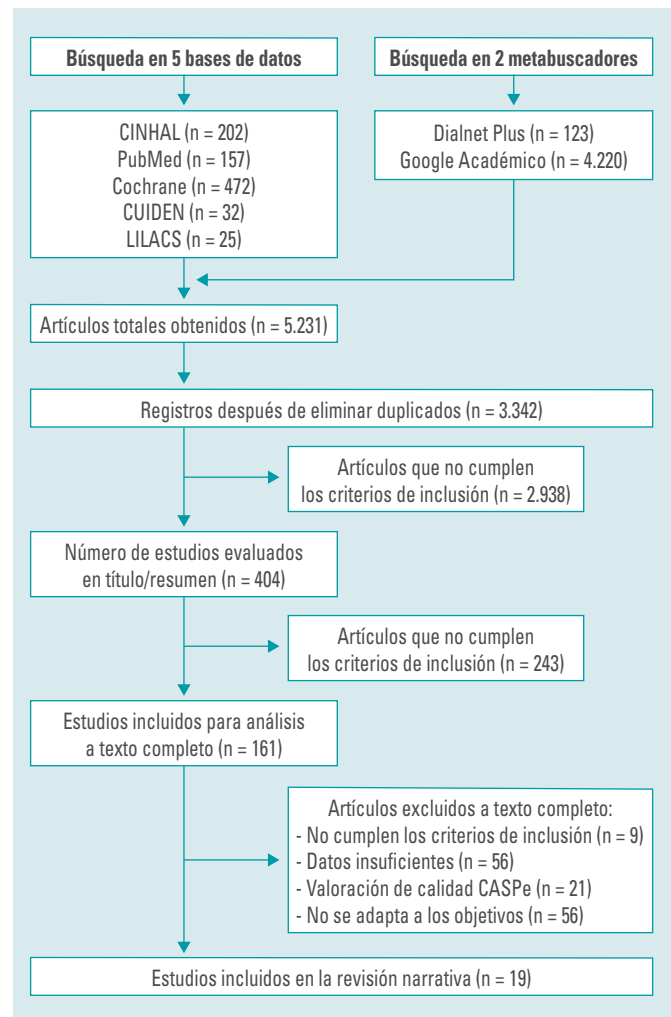 Búsqueda en 5 bases de datos
Búsqueda en 2 metabuscadores
CINHAL (n = 202)
PubMed (n = 157)
Cochrane (n = 472)
CUIDEN (n = 32)
LILACS (n = 25)
Dialnet Plus (n = 123)
Google Académico (n = 4.220)
Artículos totales obtenidos (n = 5.231)
Registros después de eliminar duplicados (n = 3.342)
Artículos que no cumplen
los criterios de inclusión (n = 2.938)
Número de estudios evaluados
en título/resumen (n = 404)
Artículos que no cumplen
los criterios de inclusión (n = 243)
Estudios incluidos para análisis
a texto completo (n = 161)
Artículos excluidos a texto completo:
- No cumplen los criterios de inclusión (n = 9)
- Datos insuficientes (n = 56)
- Valoración de calidad CASPe (n = 21)
- No se adapta a los objetivos (n = 56)
Estudios incluidos en la revisión narrativa (n = 19)